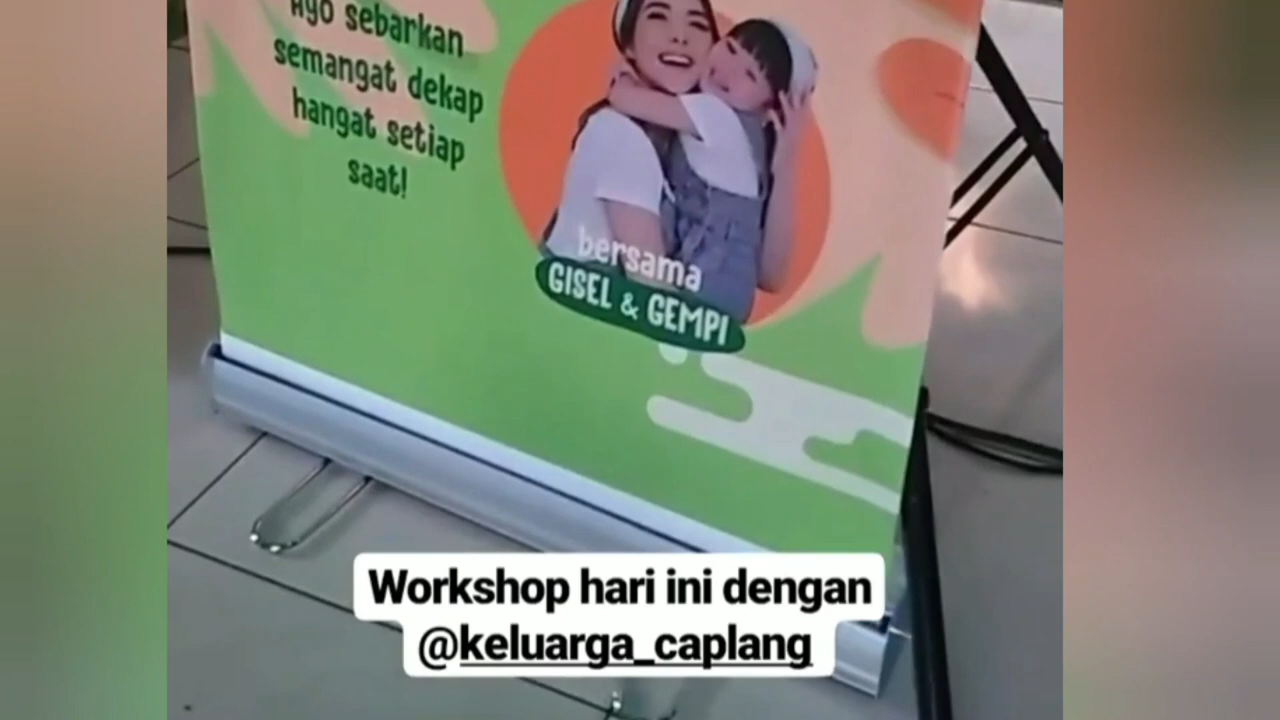 Ayo sebarkan
semangat dekap
hangat setiap
saat!
bersama
GISEL & GEMPI
Workshop hari ini dengan
@keluarga_caplang